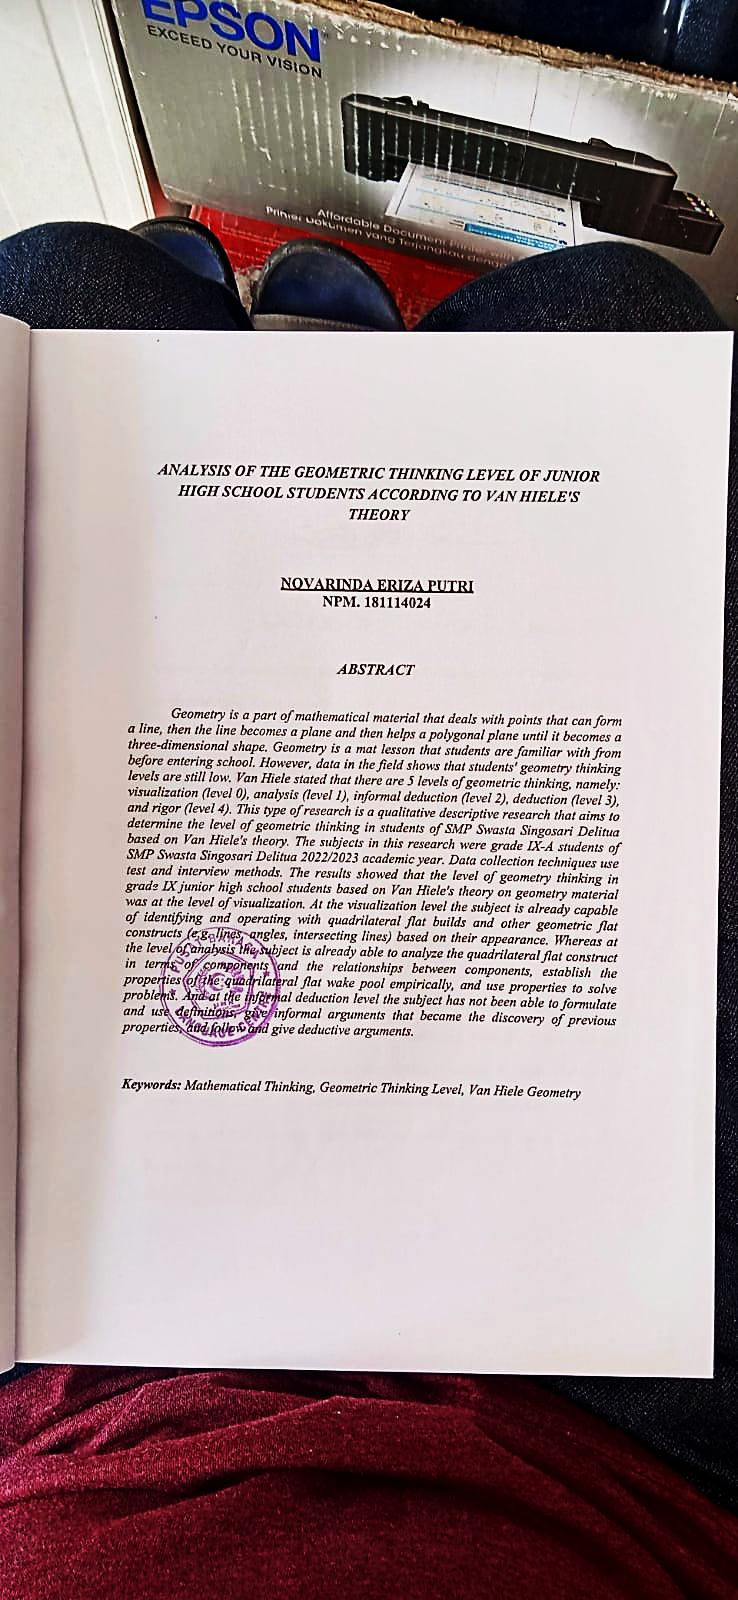 EPSON
EXCEED YOUR VISION
Affordable Document Printer with
Printer Dokumen yang Terjangkau deng
ANALYSIS OF THE GEOMETRIC THINKING LEVEL OF JUNIOR
HIGH SCHOOL STUDENTS ACCORDING TO VAN HIELE'S
THEORY
NOVARINDA ERIZA PUTRI
NPM. 181114024
ABSTRACT
Geometry is a part of mathematical material that deals with points that can form
a line, then the line becomes a plane and then helps a polygonal plane until it becomes a
three-dimensional shape. Geometry is a mat lesson that students are familiar with from
before entering school. However, data in the field shows that students' geometry thinking
levels are still low. Van Hiele stated that there are 5 levels of geometric thinking, namely:
visualization (level 0), analysis (level 1), informal deduction (level 2), deduction (level 3),
and rigor (level 4). This type of research is a qualitative descriptive research that aims to
determine the level of geometric thinking in students of SMP Swasta Singosari Delitua
based on Van Hiele's theory. The subjects in this research were grade IX-A students of
SMP Swasta Singosari Delitua 2022/2023 academic year. Data collection techniques use
test and interview methods. The results showed that the level of geometry thinking in
grade IX junior high school students based on Van Hiele's theory on geometry material
was at the level of visualization. At the visualization level the subject is already capable
of identifying and operating with quadrilateral flat builds and other geometric flat
constructs (e.g. lines, angles, intersecting lines) based on their appearance. Whereas at
the level of analysis the subject is already able to analyze the quadrilateral flat construct
in terms of components and the relationships between components, establish the
properties of the quadrilateral flat wake pool empirically, and use properties to solve
problems. And at the informal deduction level the subject has not been able to formulate
and use definitions, give informal arguments that became the discovery of previous
properties, and follow and give deductive arguments.
PUSAT BAHASA
LANGUAGE CENTER
Keywords: Mathematical Thinking, Geometric Thinking Level, Van Hiele Geometry